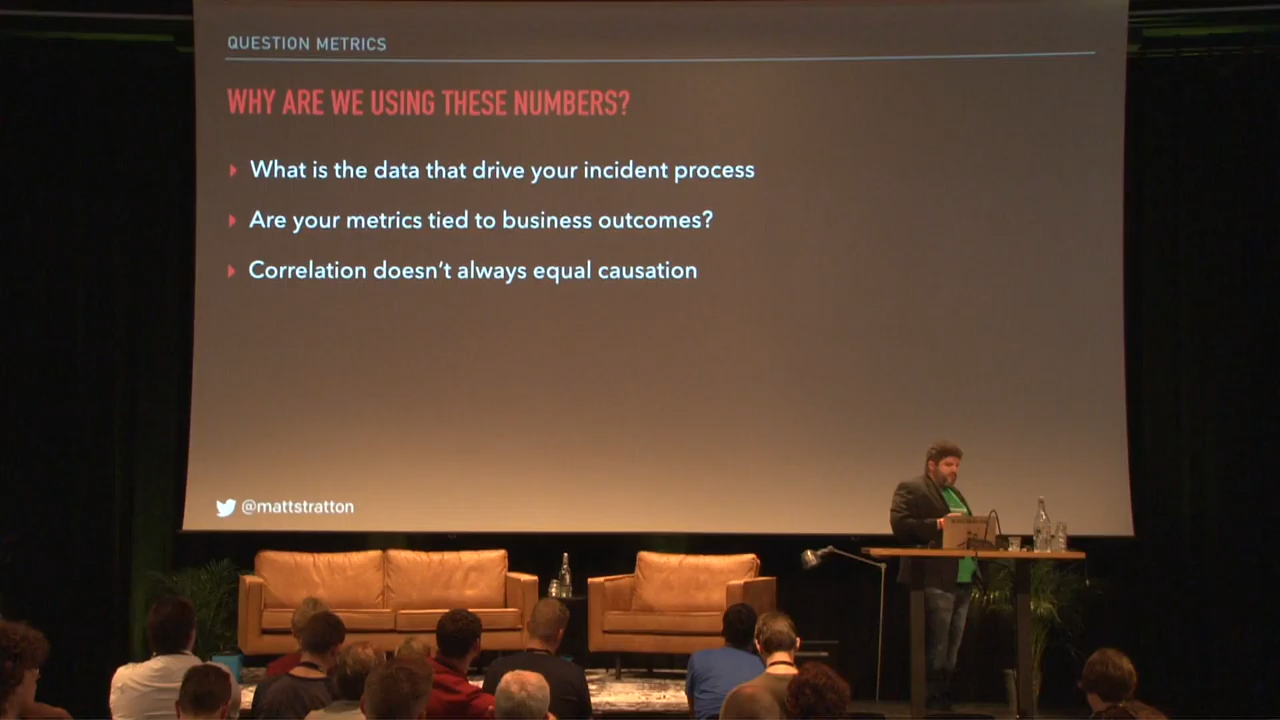 QUESTION METRICS
WHY ARE WE USING THESE NUMBERS?
What is the data that drive your incident process
Are your metrics tied to business outcomes?
Correlation doesn't always equal causation
@mattstratton